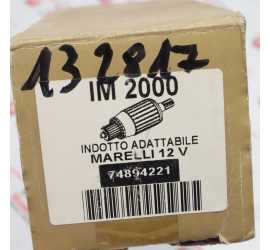 132817
IM 2000
INDOTTO ADATTABILE
MARELLI 12 V
74894221